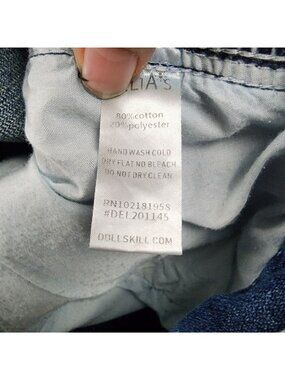 LIA's
80%cotton
20%polyester
HAND WASH COLD
DRY FLAT NO BLEACH
DO NOT DRY CLEAN
RN102181958
#DEL201145
DOLLSKILL.COM